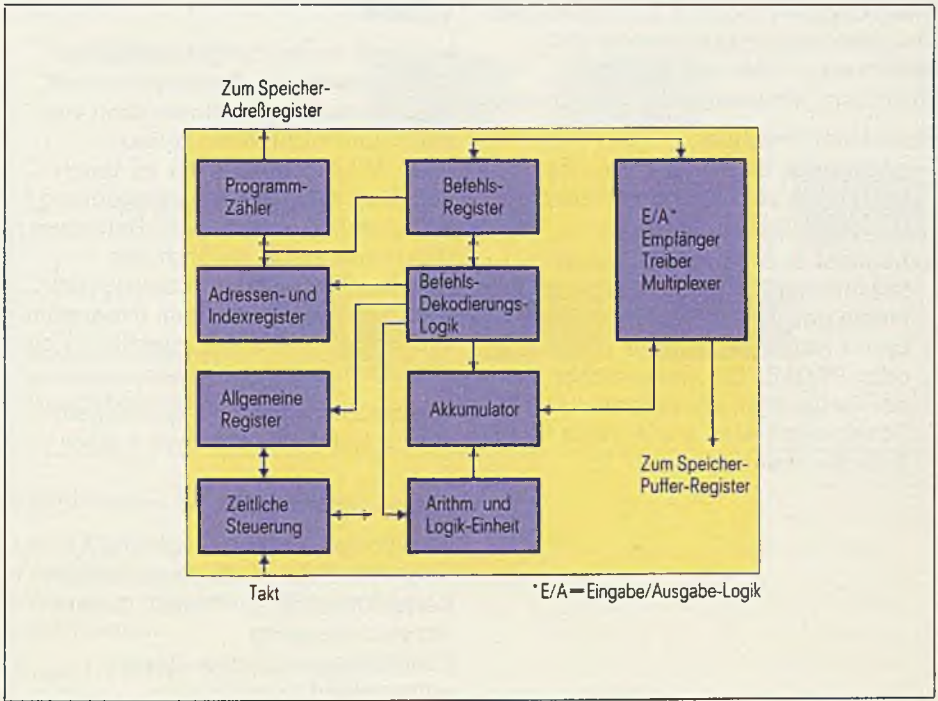 Zum Speicher-
Adreßregister
Programm-
Zähler
Befehls-
Register
E/A*
Empfänger
Treiber
Multiplexer
Adressen- und
Indexregister
Befehls-
Dekodierungs-
Logik
Allgemeine
Register
Akkumulator
Zum Speicher-
Puffer-Register
Zeitliche
Steuerung
Arithm. und
Logik-Einheit
Takt
*E/A = Eingabe/Ausgabe-Logik